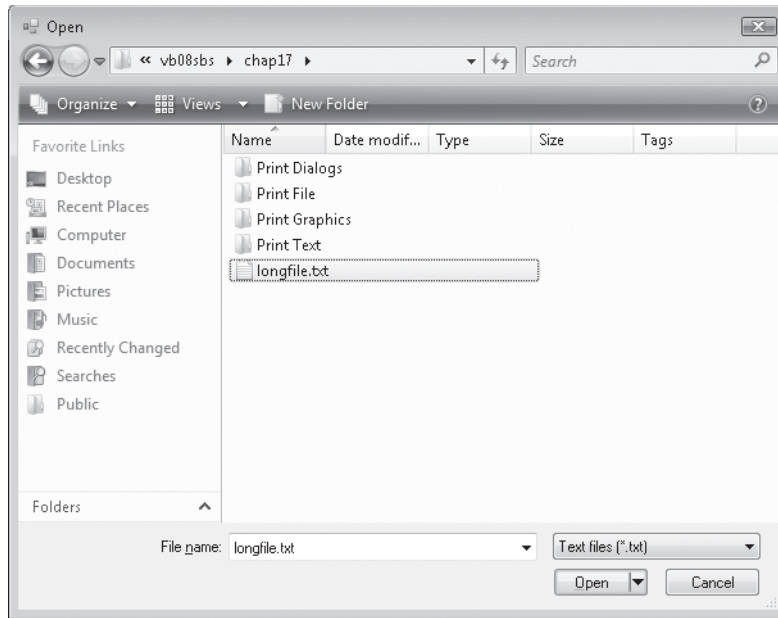 Open
« vb08sbs ▸ chap17 ▸ Search
Organize Views New Folder
Favorite Links
Desktop
Recent Places
Computer
Documents
Pictures
Music
Recently Changed
Searches
Public
Folders
Name Date modif... Type Size Tags
Print Dialogs
Print File
Print Graphics
Print Text
longfile.txt
File name: longfile.txt Text files (*.txt)
Open Cancel